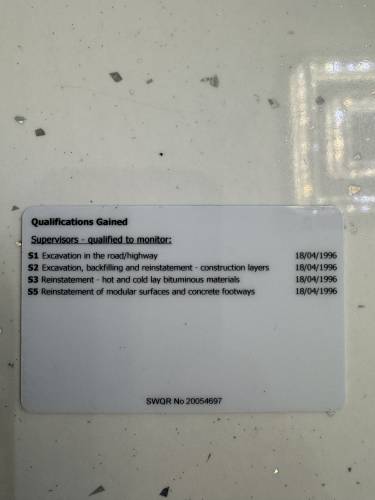 Qualifications Gained
Supervisors - qualified to monitor:
S1 Excavation in the road/highway 18/04/1996
S2 Excavation, backfilling and reinstatement - construction layers 18/04/1996
S3 Reinstatement - hot and cold lay bituminous materials 18/04/1996
S5 Reinstatement of modular surfaces and concrete footways 18/04/1996
SWQR No 20054697